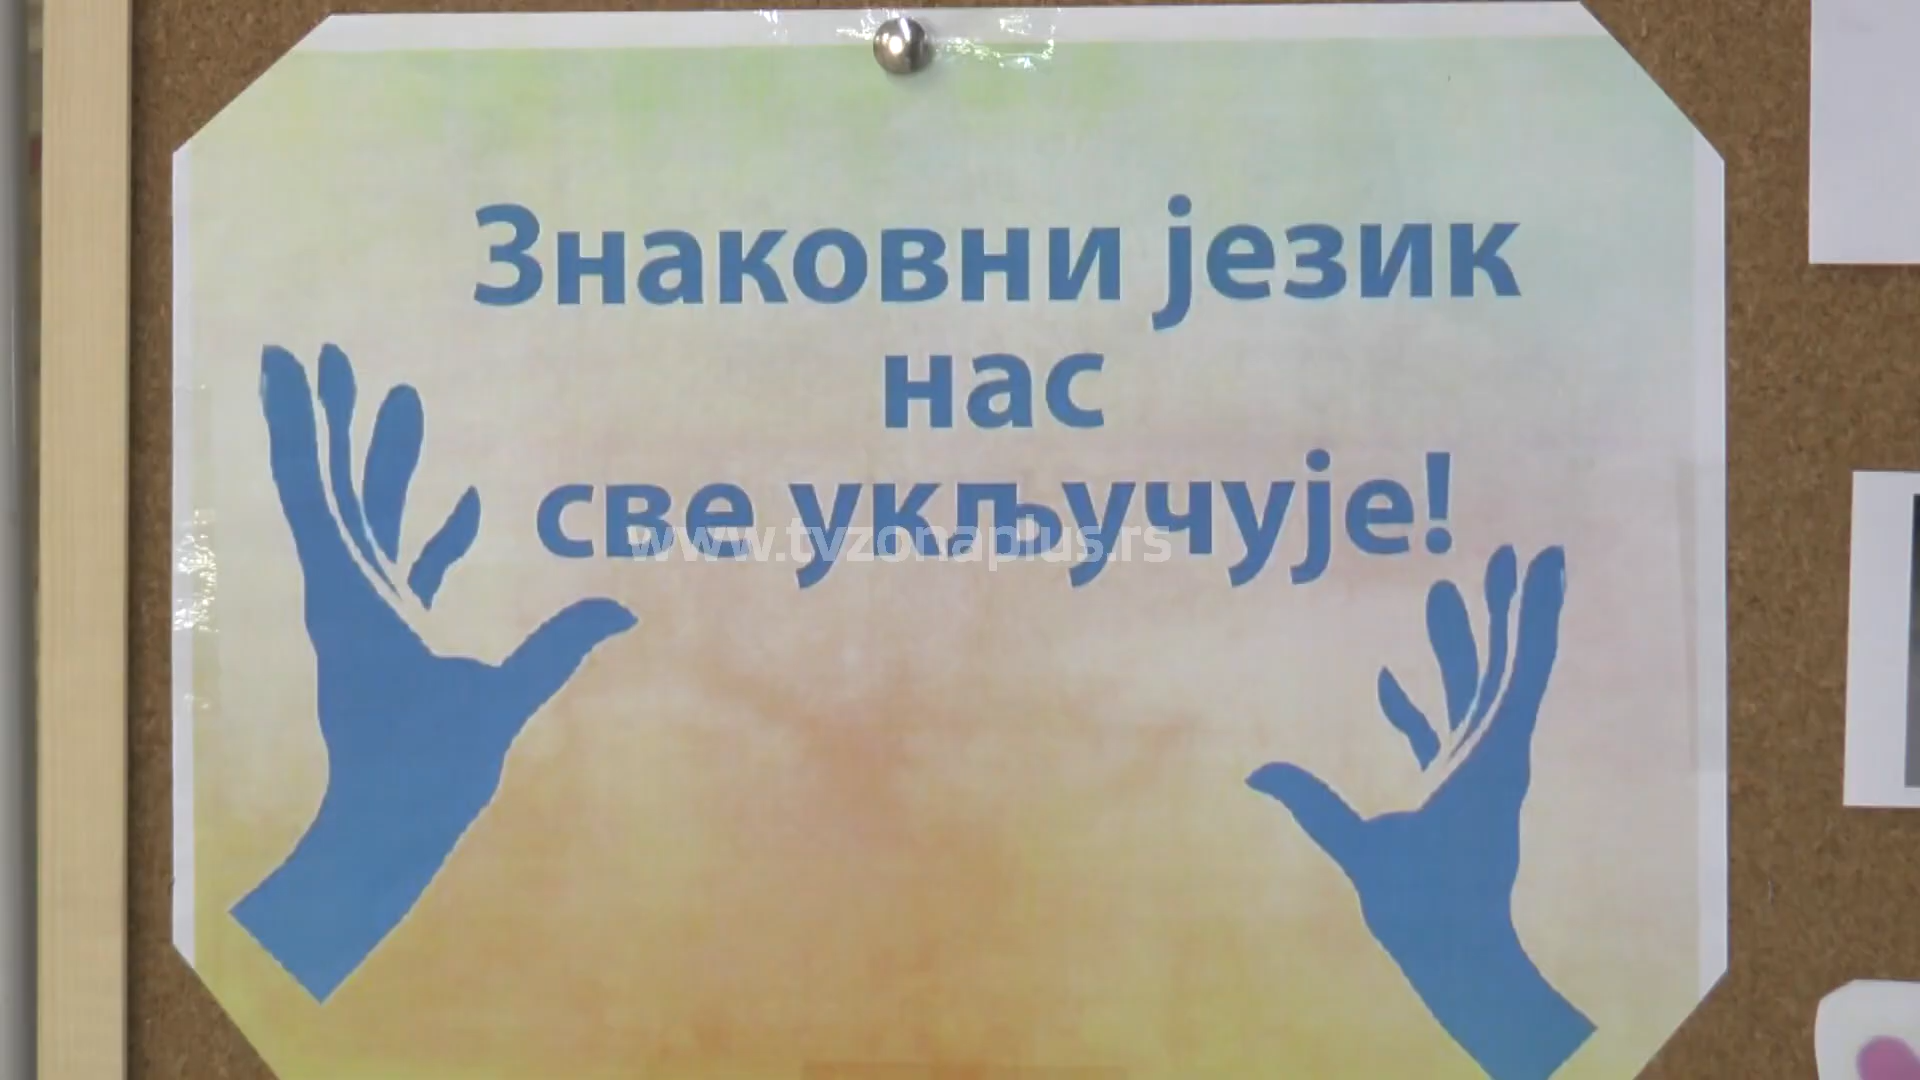 Знаковни језик
нас
све укључује!
www.tvzonaplus.rs